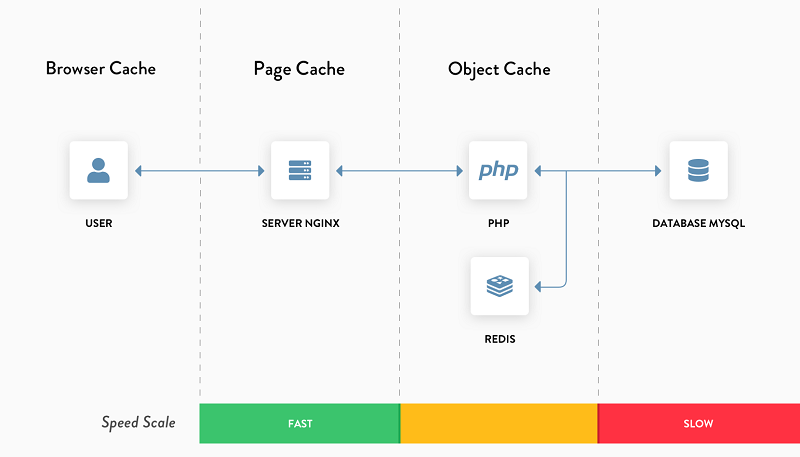 Browser Cache
Page Cache
Object Cache
php
USER
SERVER NGINX
PHP
DATABASE MYSQL
REDIS
Speed Scale
FAST
SLOW